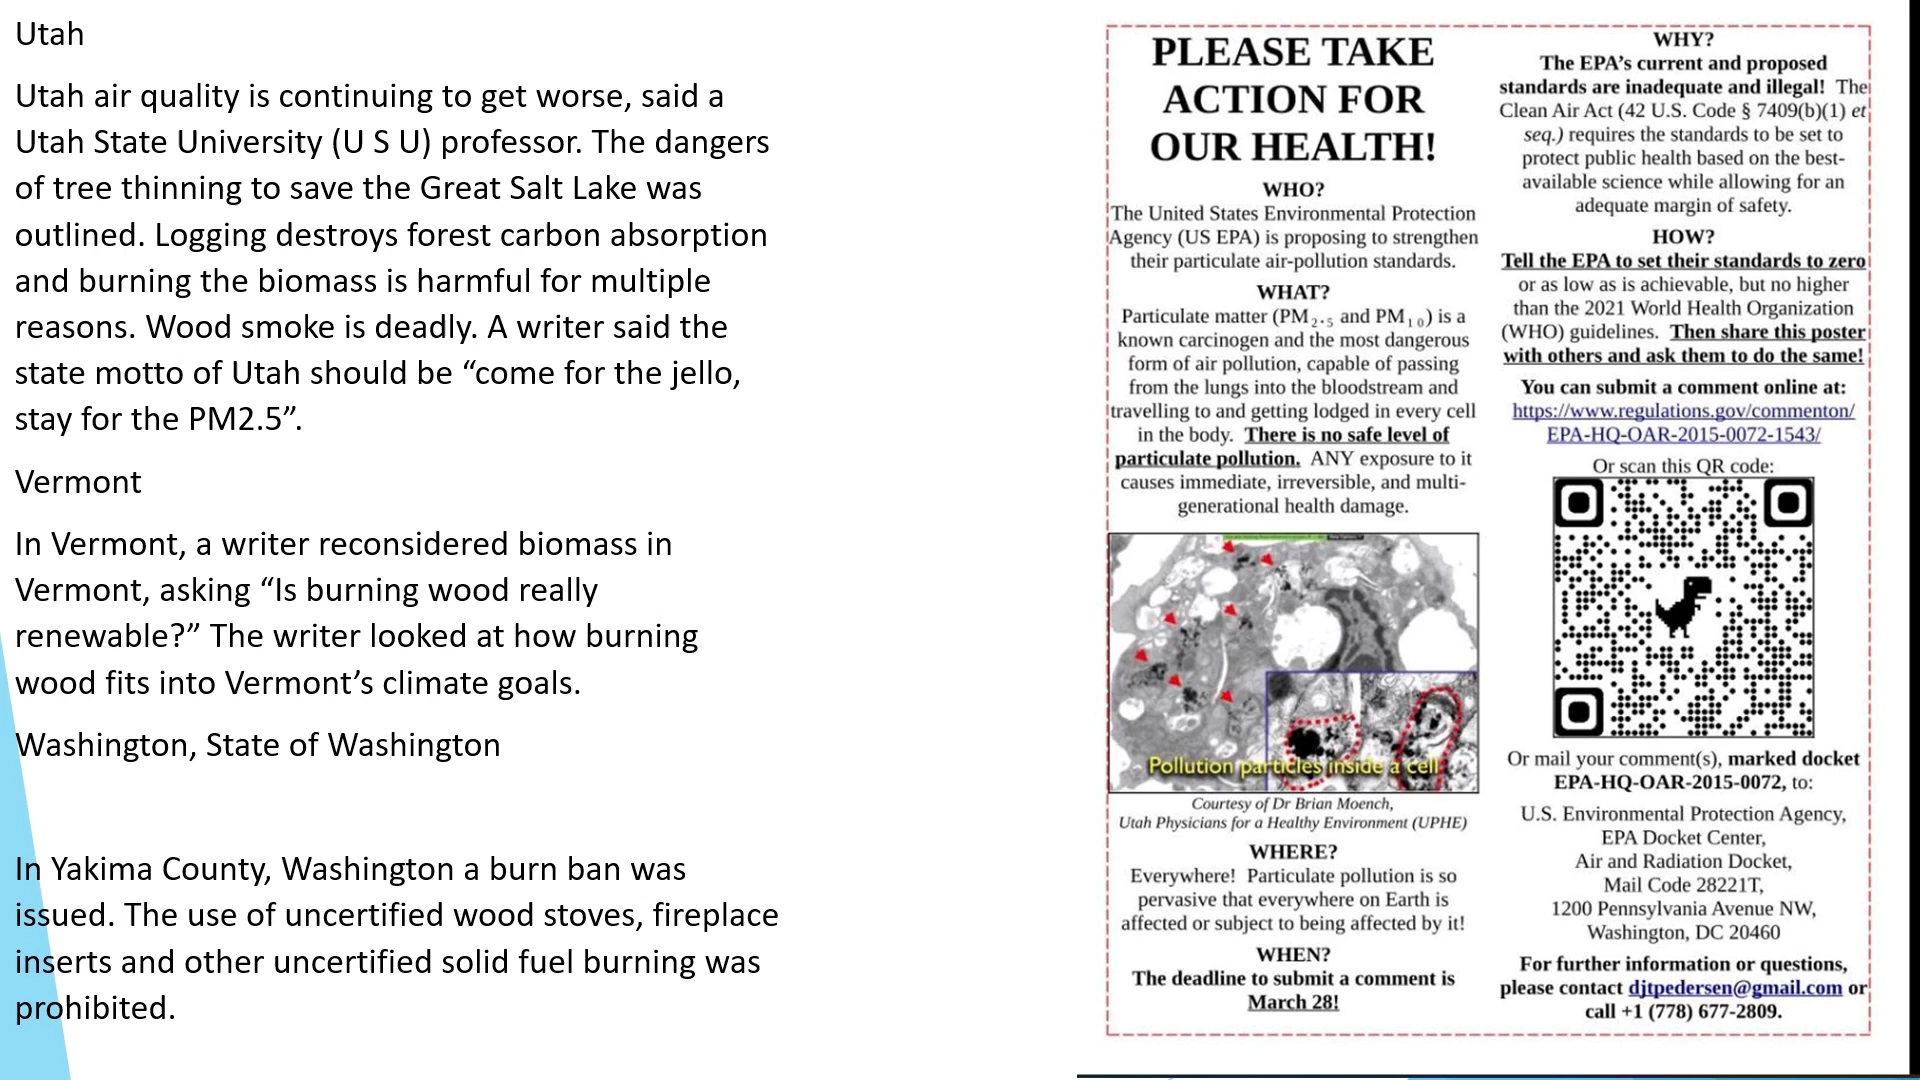 Utah
Utah air quality is continuing to get worse, said a
Utah State University (U S U) professor. The dangers
of tree thinning to save the Great Salt Lake was
outlined. Logging destroys forest carbon absorption
and burning the biomass is harmful for multiple
reasons. Wood smoke is deadly. A writer said the
state motto of Utah should be “come for the jello,
stay for the PM2.5”.
Vermont
In Vermont, a writer reconsidered biomass in
Vermont, asking “Is burning wood really
renewable?” The writer looked at how burning
wood fits into Vermont’s climate goals.
Washington, State of Washington
In Yakima County, Washington a burn ban was
issued. The use of uncertified wood stoves, fireplace
inserts and other uncertified solid fuel burning was
prohibited.
PLEASE TAKE
ACTION FOR
OUR HEALTH!
WHO?
The United States Environmental Protection
Agency (US EPA) is proposing to strengthen
their particulate air-pollution standards.
WHAT?
Particulate matter (PM₂.₅ and PM₁₀) is a
known carcinogen and the most dangerous
form of air pollution, capable of passing
from the lungs into the bloodstream and
travelling to and getting lodged in every cell
in the body. There is no safe level of
particulate pollution. ANY exposure to it
causes immediate, irreversible, and multi-
generational health damage.
Pollution particles inside a cell
Courtesy of Dr Brian Moench,
Utah Physicians for a Healthy Environment (UPHE)
WHERE?
Everywhere! Particulate pollution is so
pervasive that everywhere on Earth is
affected or subject to being affected by it!
WHEN?
The deadline to submit a comment is
March 28!
WHY?
The EPA’s current and proposed
standards are inadequate and illegal! The
Clean Air Act (42 U.S. Code § 7409(b)(1) et
seq.) requires the standards to be set to
protect public health based on the best-
available science while allowing for an
adequate margin of safety.
HOW?
Tell the EPA to set their standards to zero
or as low as is achievable, but no higher
than the 2021 World Health Organization
(WHO) guidelines. Then share this poster
with others and ask them to do the same!
You can submit a comment online at:
https://www.regulations.gov/commenton/
EPA-HQ-OAR-2015-0072-1543/
Or scan this QR code:
Or mail your comment(s), marked docket
EPA-HQ-OAR-2015-0072, to:
U.S. Environmental Protection Agency,
EPA Docket Center,
Air and Radiation Docket,
Mail Code 28221T,
1200 Pennsylvania Avenue NW,
Washington, DC 20460
For further information or questions,
please contact djtpedersen@gmail.com or
call +1 (778) 677-2809.